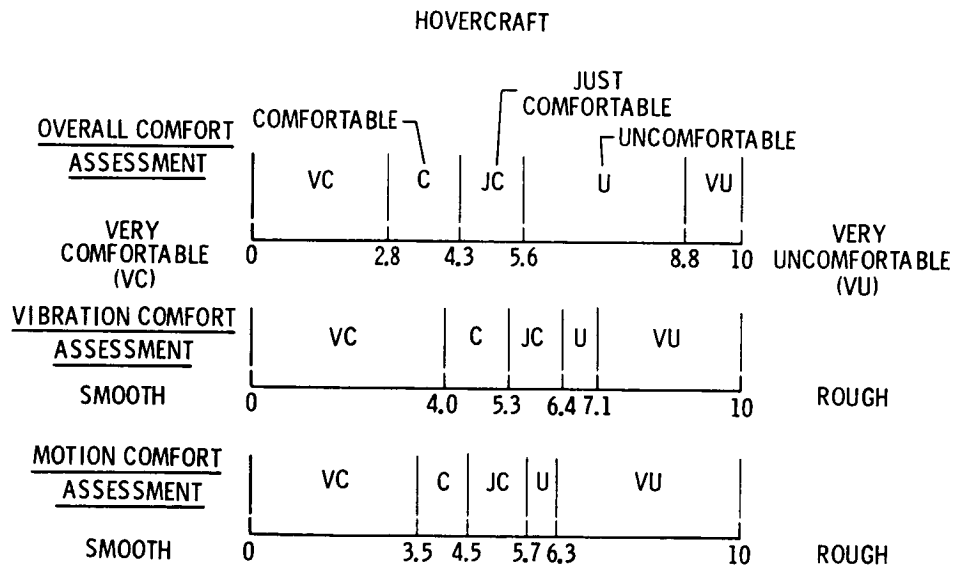 HOVERCRAFT
JUST
COMFORTABLE
COMFORTABLE
UNCOMFORTABLE
OVERALL COMFORT
ASSESSMENT
VC C JC U VU
VERY
COMFORTABLE
(VC)
0 2.8 4.3 5.6 8.8 10
VERY
UNCOMFORTABLE
(VU)
VIBRATION COMFORT
ASSESSMENT
VC C JC U VU
SMOOTH
0 4.0 5.3 6.4 7.1 10
ROUGH
MOTION COMFORT
ASSESSMENT
VC C JC U VU
SMOOTH
0 3.5 4.5 5.7 6.3 10
ROUGH